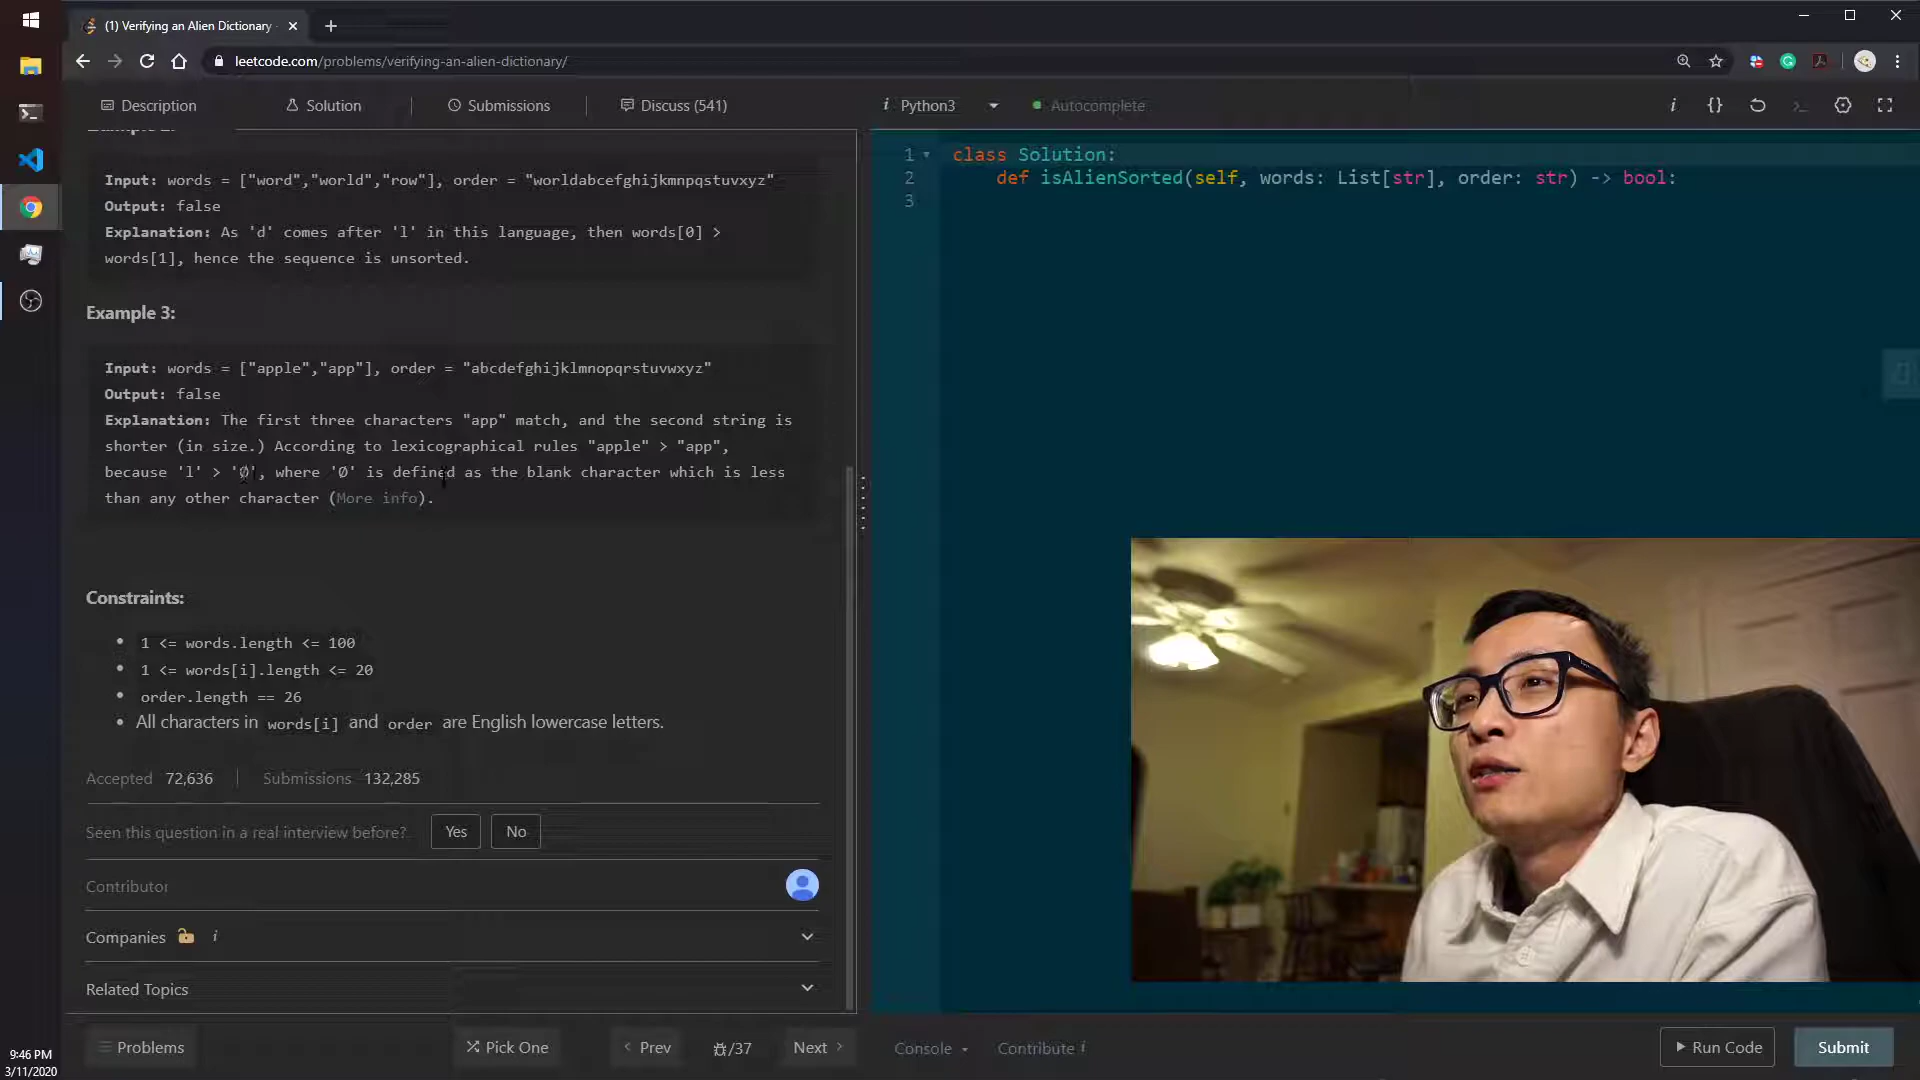 (1) Verifying an Alien Dictionary
leetcode.com/problems/verifying-an-alien-dictionary/
Description
Solution
Submissions
Discuss (541)
i Python3
Autocomplete
i {}
Input: words = ["word","world","row"], order = "worldabcefghijkmnpqstuvxyz"
Output: false
Explanation: As 'd' comes after 'l' in this language, then words[0] >
words[1], hence the sequence is unsorted.
Example 3:
Input: words = ["apple","app"], order = "abcdefghijklmnopqrstuvwxyz"
Output: false
Explanation: The first three characters "app" match, and the second string is
shorter (in size.) According to lexicographical rules "apple" > "app",
because 'l' > '∅', where '∅' is defined as the blank character which is less
than any other character (More info).
Constraints:
1 <= words.length <= 100
1 <= words[i].length <= 20
order.length == 26
All characters in words[i] and order are English lowercase letters.
Accepted 72,636
Submissions 132,285
Seen this question in a real interview before?
Yes
No
Contributor
Companies i
Related Topics
1 class Solution:
2 def isAlienSorted(self, words: List[str], order: str) -> bool:
3
Problems
Pick One
Prev
/37
Next
Console
Contribute i
Run Code
Submit
9:46 PM
3/11/2020